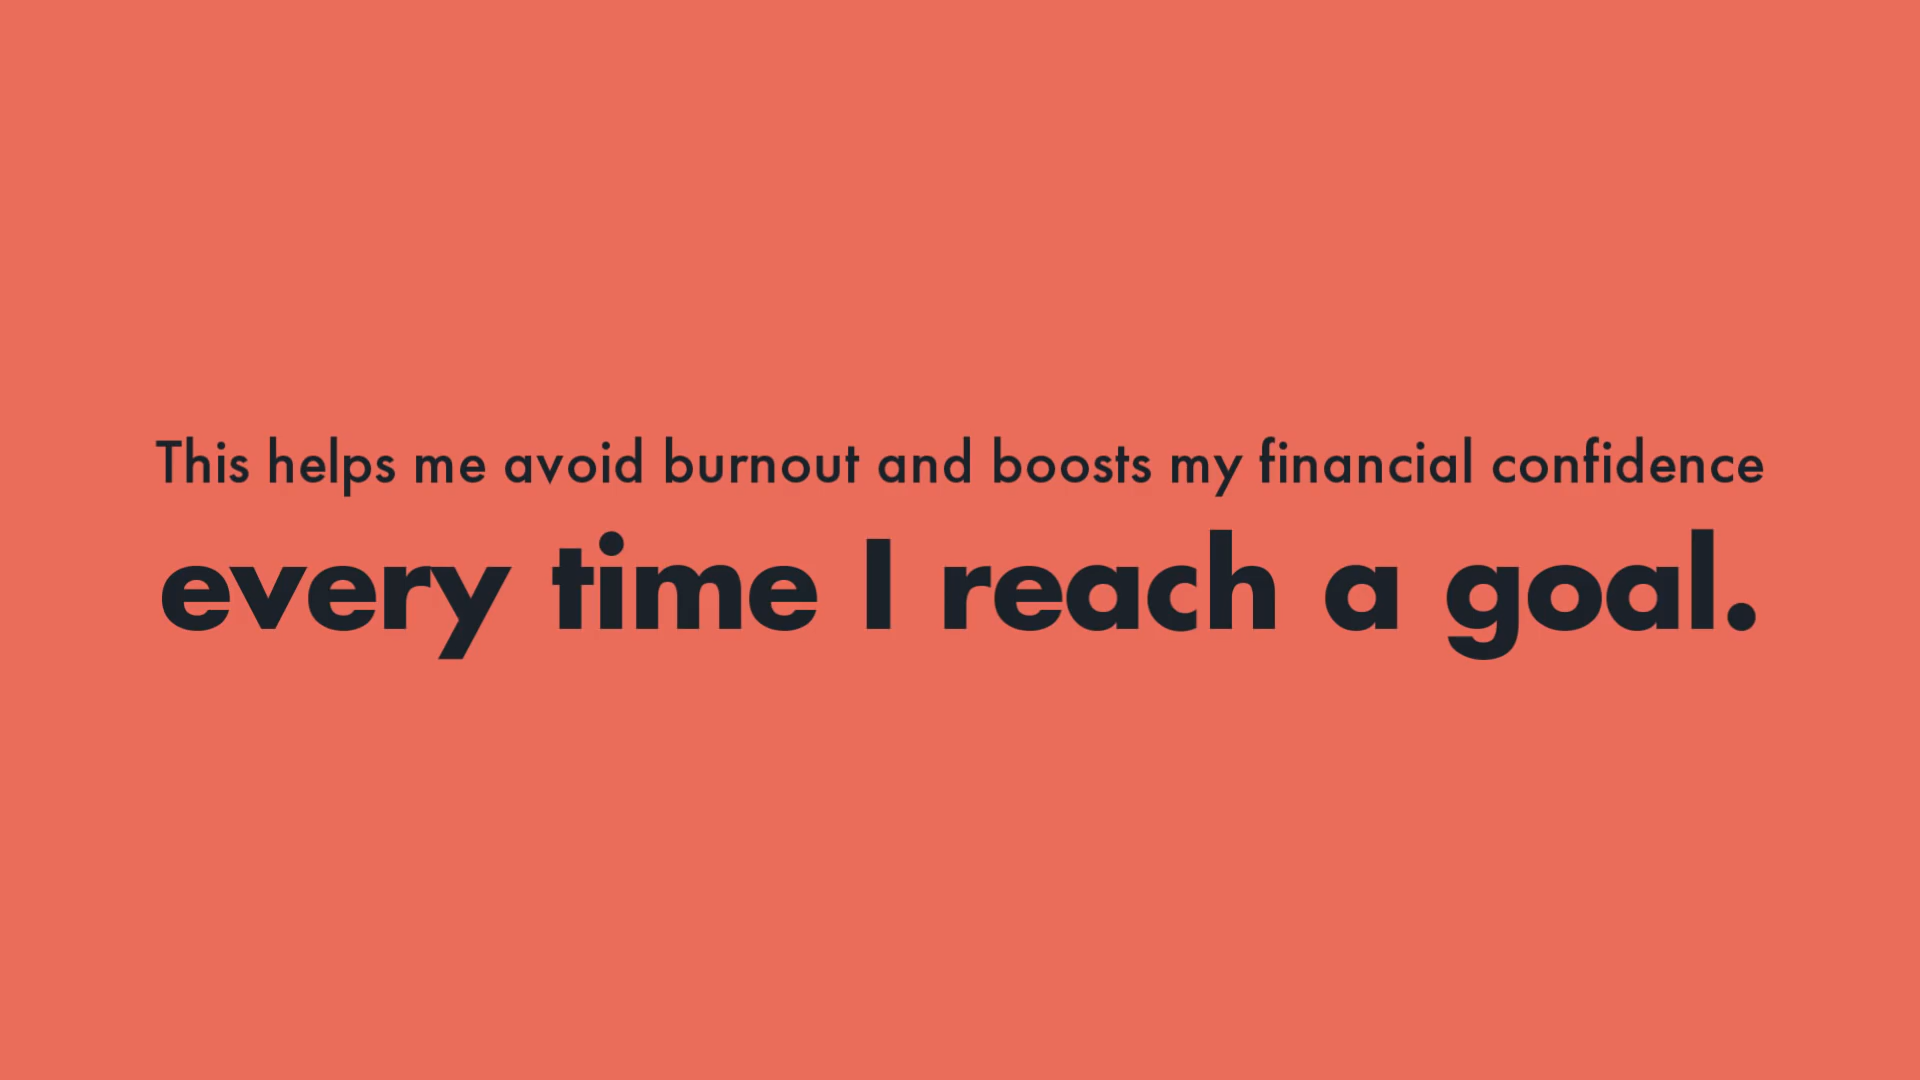 This helps me avoid burnout and boosts my financial confidence
every time I reach a goal.